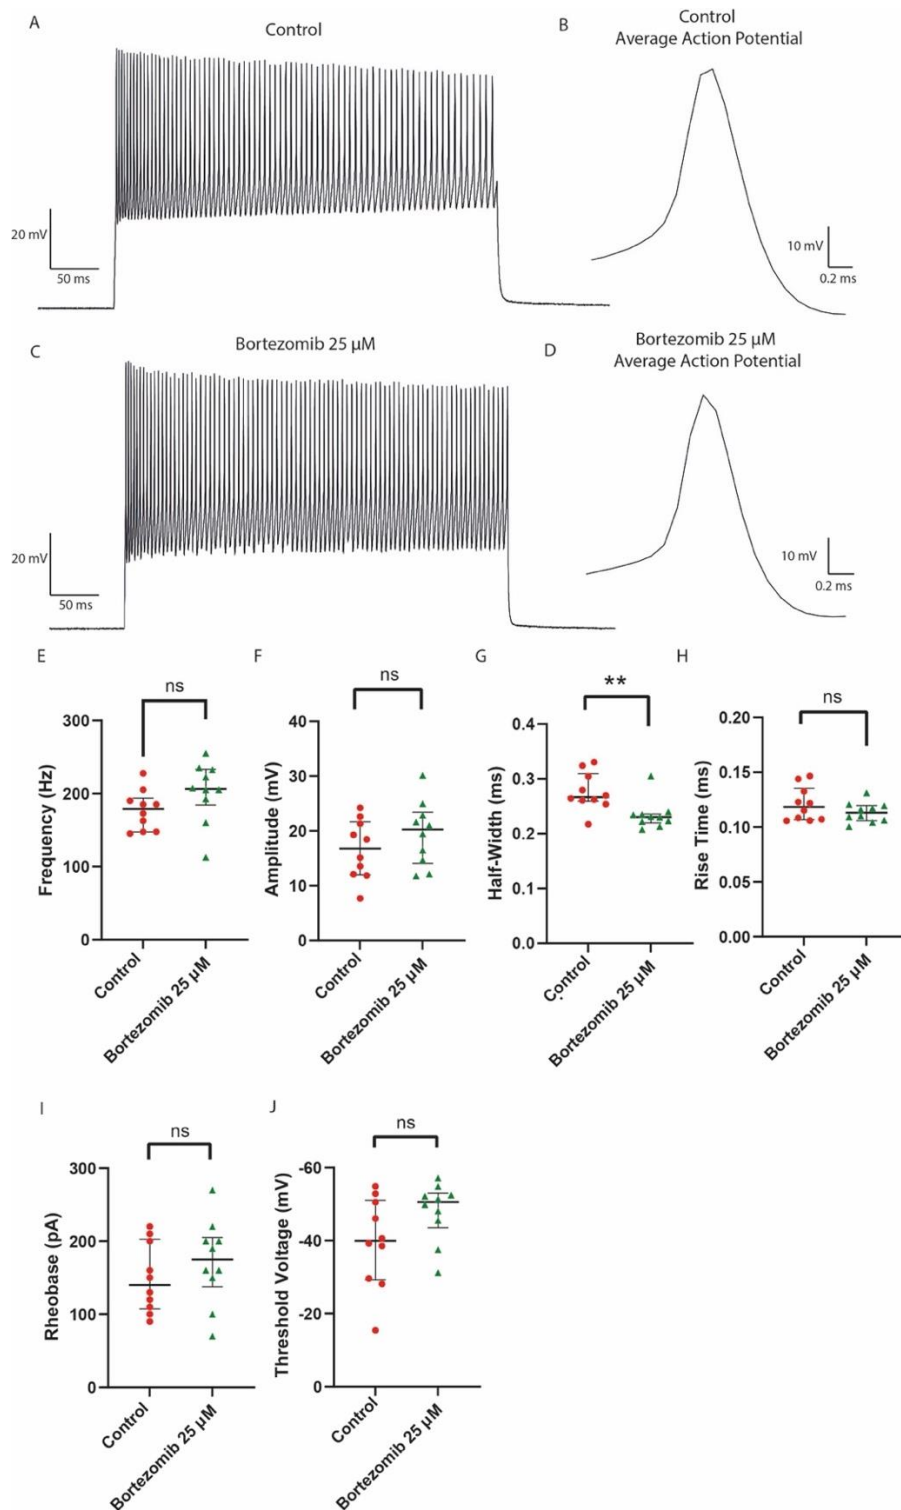 A
Control
20 mV
50 ms
B
Control
Average Action Potential
10 mV
0.2 ms
C
Bortezomib 25 μM
20 mV
50 ms
D
Bortezomib 25 μM
Average Action Potential
10 mV
0.2 ms
E
ns
Frequency (Hz)
300
200
100
0
Control
Bortezomib 25 μM
F
ns
Amplitude (mV)
40
30
20
10
0
Control
Bortezomib 25 μM
G
**
Half-Width (ms)
0.4
0.3
0.2
0.1
0.0
Control
Bortezomib 25 μM
H
ns
Rise Time (ms)
0.20
0.15
0.10
0.05
0.00
Control
Bortezomib 25 μM
I
ns
Rheobase (pA)
300
200
100
0
Control
Bortezomib 25 μM
J
ns
Threshold Voltage (mV)
-60
-40
-20
0
Control
Bortezomib 25 μM